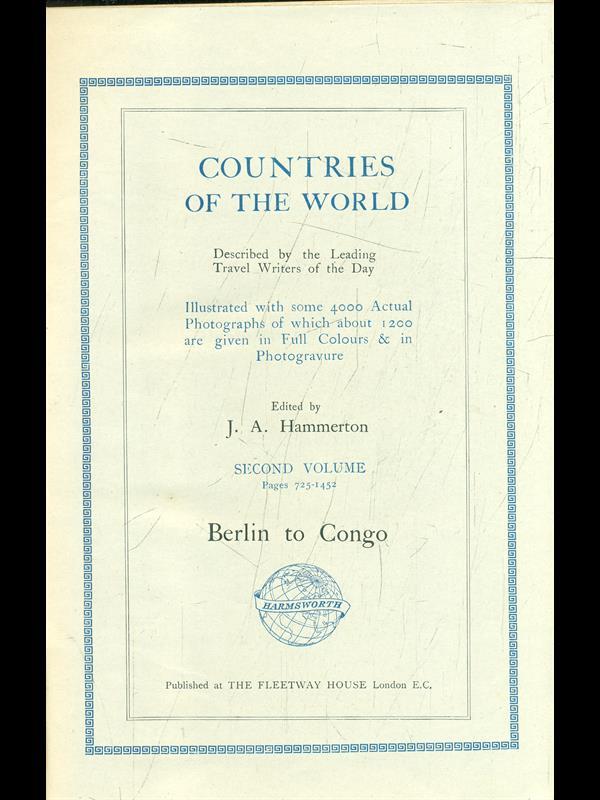 COUNTRIES
OF THE WORLD
Described by the Leading
Travel Writers of the Day
Illustrated with some 4000 Actual
Photographs of which about 1200
are given in Full Colours & in
Photogravure
Edited by
J. A. Hammerton
SECOND VOLUME
Pages 725-1452
Berlin to Congo
HARMSWORTH
Published at THE FLEETWAY HOUSE London E.C.